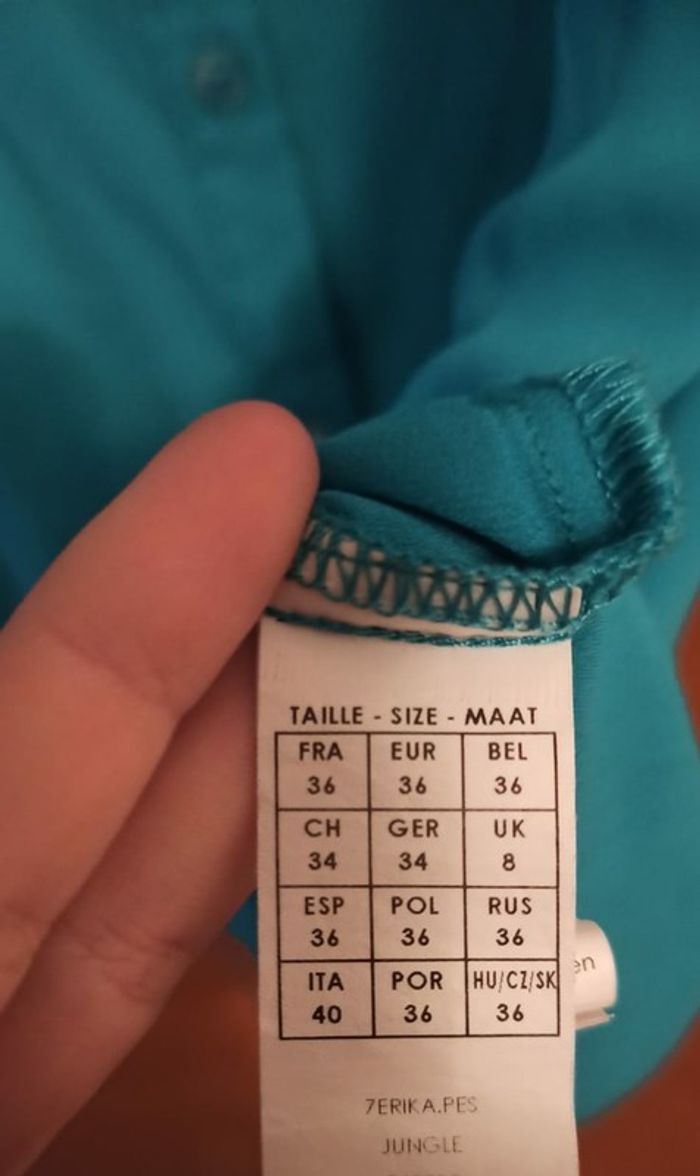 TAILLE - SIZE - MAAT
FRA EUR BEL
36 36 36
CH GER UK
34 34 8
ESP POL RUS
36 36 36
ITA POR HU/CZ/SK
40 36 36
en
7ERIKA.PES
JUNGLE